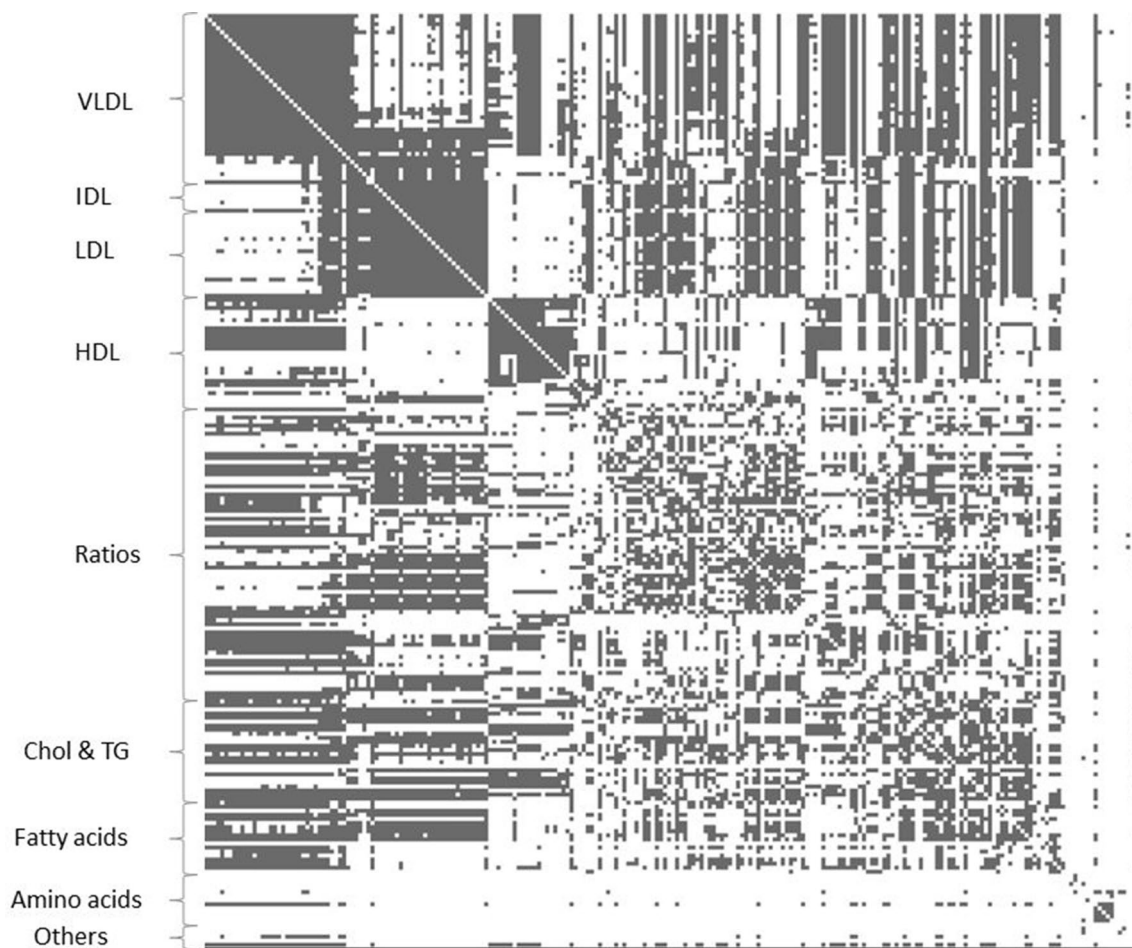 VLDL
IDL
LDL
HDL
Ratios
Chol & TG
Fatty acids
Amino acids
Others